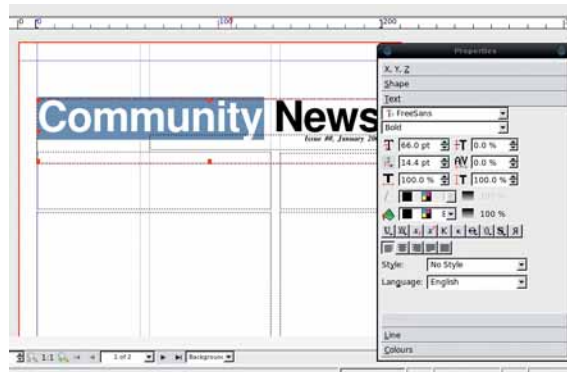 0 100 200
Properties
X, Y, Z
Shape
Text
Community News
FreeSans
Bold
66.0 pt 0.0 %
Issue ##, January
14.4 pt 0.0 %
100.0 % 100.0 %
100 %
Style: No Style
Language: English
Line
Colours
1:1 1 of 2 Background